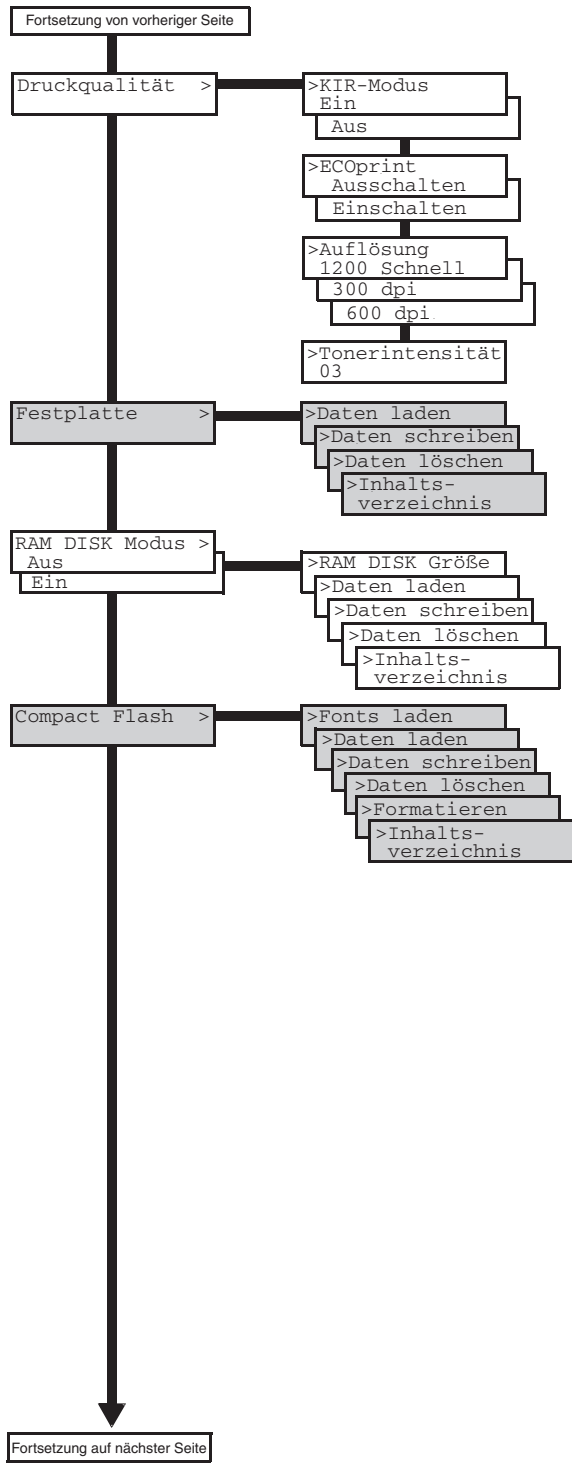 Fortsetzung von vorheriger Seite
Druckqualität >
>KIR-Modus
Ein
Aus
>ECOprint
Ausschalten
Einschalten
>Auflösung
1200 Schnell
300 dpi
600 dpi
>Tonerintensität
03
Festplatte >
>Daten laden
>Daten schreiben
>Daten löschen
>Inhalts-
verzeichnis
RAM DISK Modus >
Aus
Ein
>RAM DISK Größe
>Daten laden
>Daten schreiben
>Daten löschen
>Inhalts-
verzeichnis
Compact Flash >
>Fonts laden
>Daten laden
>Daten schreiben
>Daten löschen
>Formatieren
>Inhalts-
verzeichnis
Fortsetzung auf nächster Seite